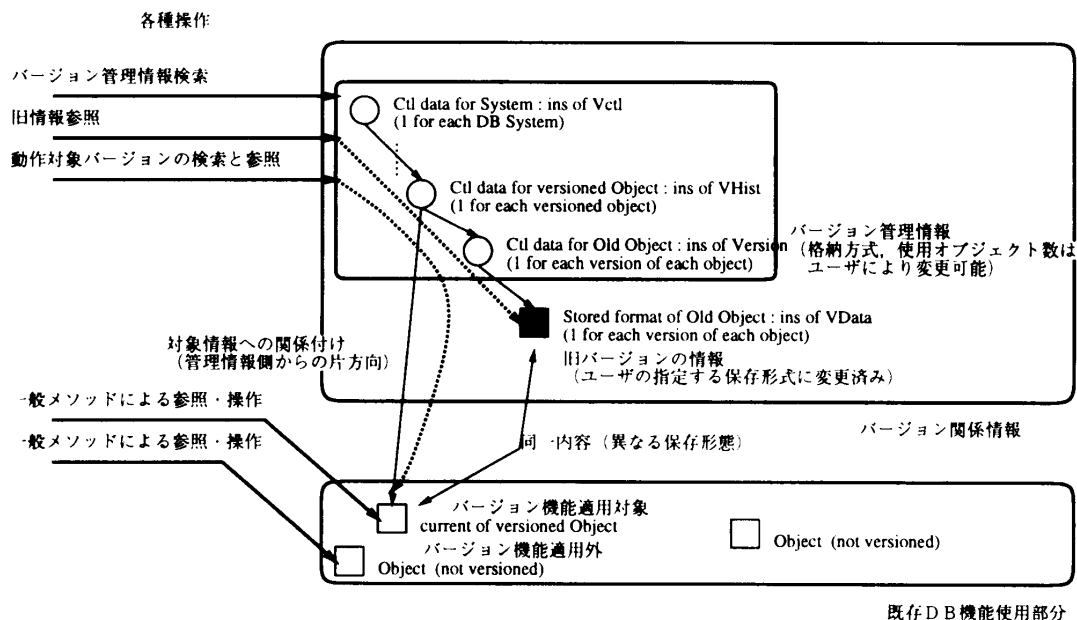 各種操作
バージョン管理情報検索
旧情報参照
動作対象バージョンの検索と参照
Ctl data for System : ins of Vctl
(1 for each DB System)
Ctl data for versioned Object : ins of VHist
(1 for each versioned object)
Ctl data for Old Object : ins of Version
(1 for each version of each object)
バージョン管理情報
（格納方式，使用オブジェクト数は
ユーザにより変更可能）
Stored format of Old Object : ins of VData
(1 for each version of each object)
旧バージョンの情報
（ユーザの指定する保存形式に変更済み）
対象情報への関係付け
（管理情報側からの片方向）
一般メソッドによる参照・操作
一般メソッドによる参照・操作
同一内容（異なる保存形態）
バージョン関係情報
バージョン機能適用対象
current of versioned Object
バージョン機能適用外
Object (not versioned)
Object (not versioned)
既存ＤＢ機能使用部分